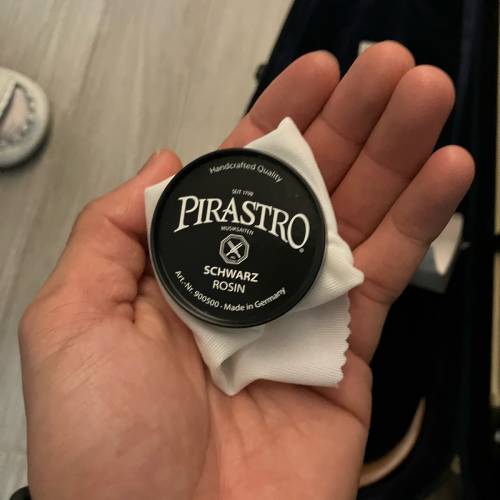 Handcrafted Quality
SEIT 1798
PIRASTRO®
MUSIKSAITEN
SCHWARZ
ROSIN
Art.-Nr. 900500 • Made in Germany